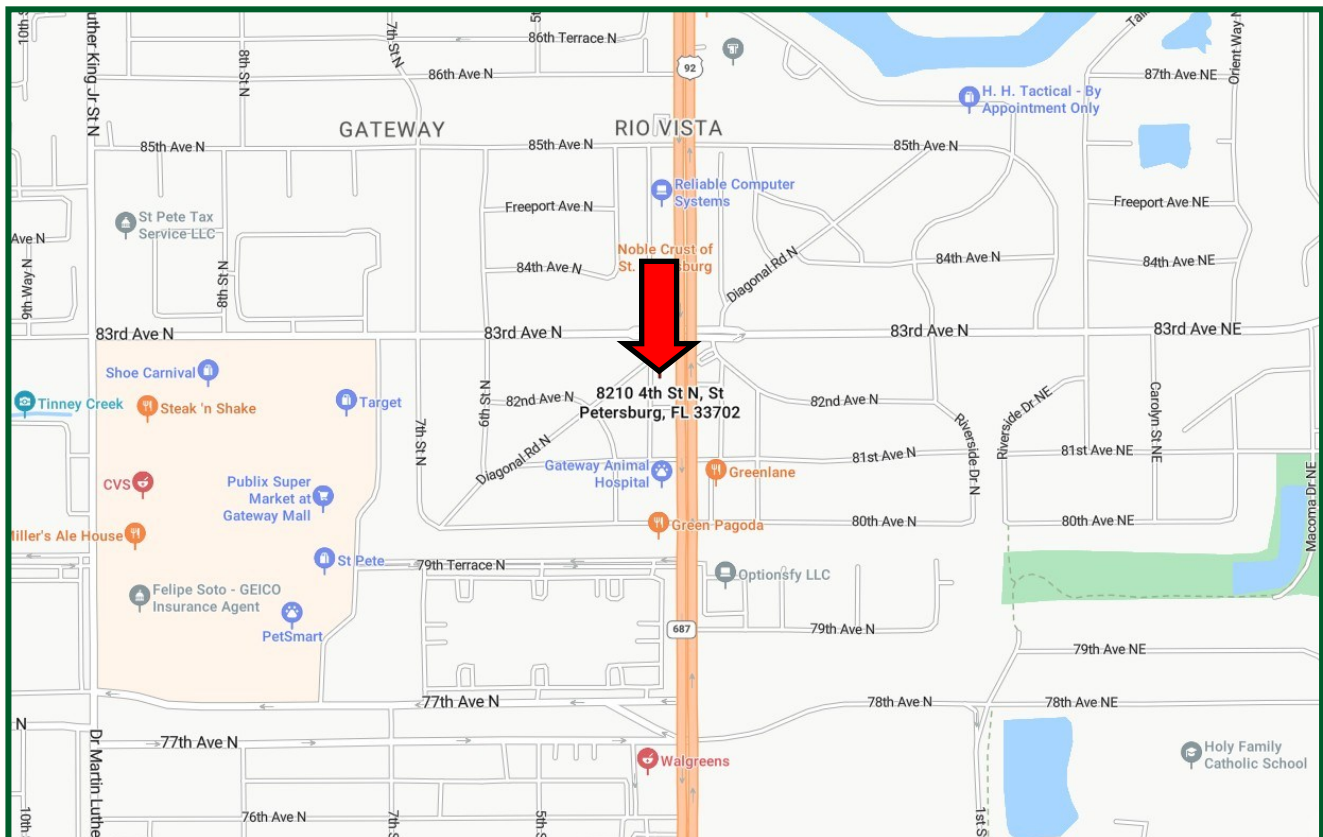 10th S
uther King Jr St N
8th St N
7th St N
5t
86th Terrace N
86th Ave N
92
H. H. Tactical - By
Appointment Only
87th Ave NE
Orient Way N
GATEWAY
RIO VISTA
85th Ave N
85th Ave N
85th Ave N
St Pete Tax
Service LLC
Ave N
9th Way N
8th St N
Freeport Ave N
Reliable Computer
Systems
Freeport Ave NE
Noble Crust of
84th Ave N
Diagonal Rd N
84th Ave N
84th Ave NE
83rd Ave N
83rd Ave N
83rd Ave N
83rd Ave NE
Shoe Carnival
Steak 'n Shake
Target
Tinney Creek
7th St N
6th St N
82nd Ave N
8210 4th St N, St
Petersburg, FL 33702
82nd Ave N
Riverside Dr N
Riverside Dr NE
Carolyn St NE
Diagonal Rd N
CVS
Publix Super
Market at
Gateway Mall
Gateway Animal
Hospital
Greenlane
81st Ave N
81st Ave NE
Macoma Dr NE
Miller's Ale House
Green Pagoda
80th Ave N
80th Ave NE
St Pete
79th Terrace N
Optionsfy LLC
Felipe Soto - GEICO
Insurance Agent
PetSmart
687
79th Ave N
79th Ave NE
N
77th Ave N
78th Ave N
78th Ave NE
77th Ave N
Dr Martin Luthe
Walgreens
Holy Family
Catholic School
10th
76th Ave N
7th S
5th S
1st S